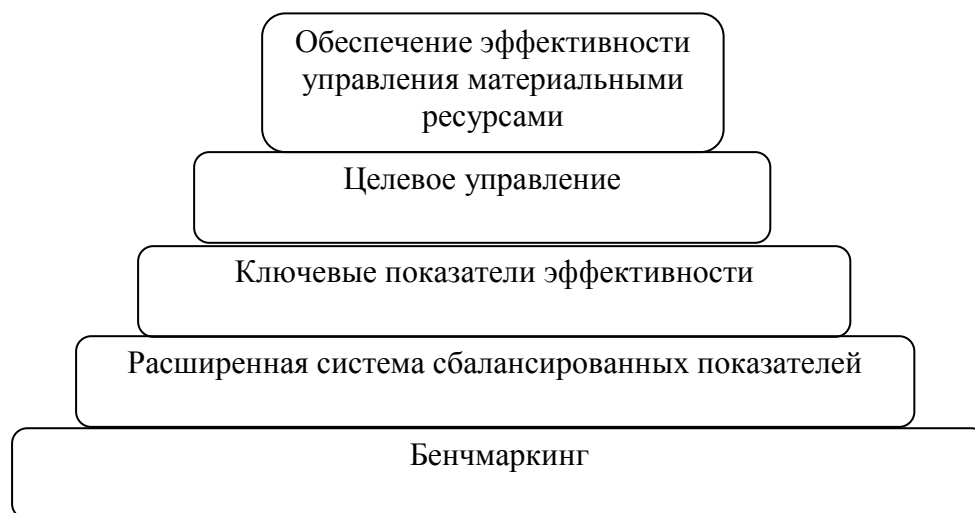 Обеспечение эффективности
управления материальными
ресурсами
Целевое управление
Ключевые показатели эффективности
Расширенная система сбалансированных показателей
Бенчмаркинг